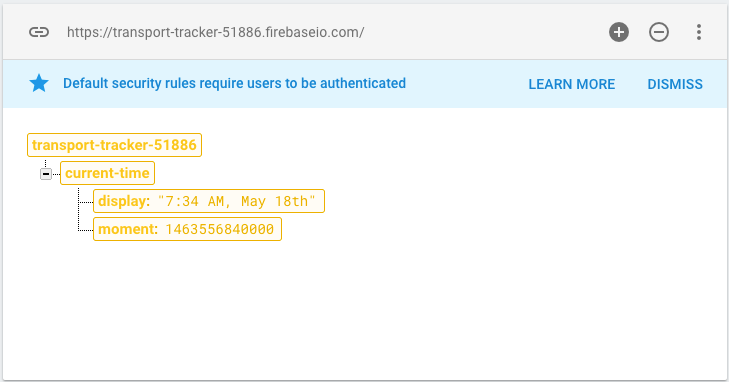 https://transport-tracker-51886.firebaseio.com/
Default security rules require users to be authenticated LEARN MORE DISMISS
transport-tracker-51886
current-time
display: "7:34 AM, May 18th"
moment: 1463556840000